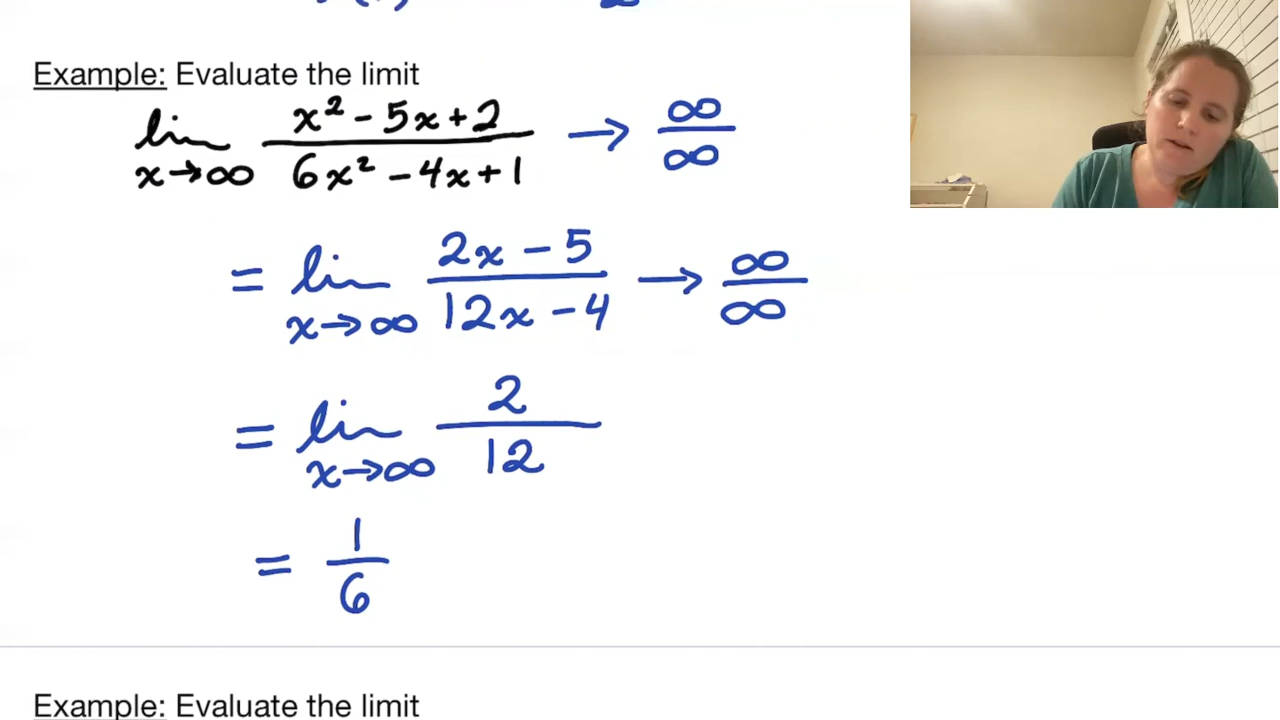 Example: Evaluate the limit
lim x→∞ (x² - 5x + 2)/(6x² - 4x + 1) → ∞/∞
= lim x→∞ (2x - 5)/(12x - 4) → ∞/∞
= lim x→∞ 2/12
= 1/6
Example: Evaluate the limit